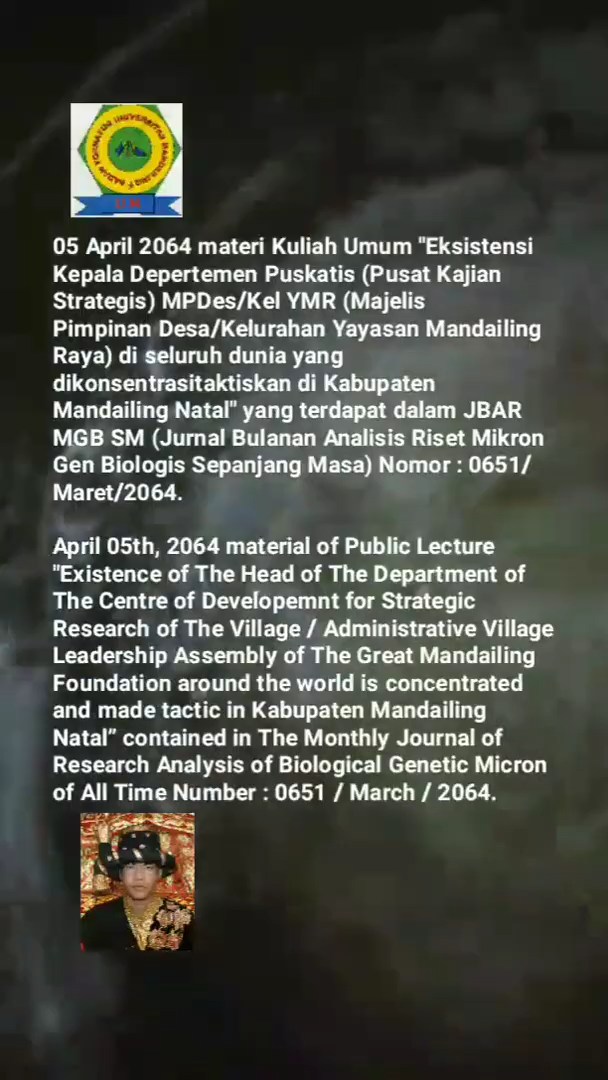 05 April 2064 materi Kuliah Umum "Eksistensi
Kepala Depertemen Puskatis (Pusat Kajian
Strategis) MPDes/Kel YMR (Majelis
Pimpinan Desa/Kelurahan Yayasan Mandailing
Raya) di seluruh dunia yang
dikonsentrasitaktiskan di Kabupaten
Mandailing Natal" yang terdapat dalam JBAR
MGB SM (Jurnal Bulanan Analisis Riset Mikron
Gen Biologis Sepanjang Masa) Nomor : 0651/
Maret/2064.
April 05th, 2064 material of Public Lecture
"Existence of The Head of The Department of
The Centre of Developemnt for Strategic
Research of The Village / Administrative Village
Leadership Assembly of The Great Mandailing
Foundation around the world is concentrated
and made tactic in Kabupaten Mandailing
Natal” contained in The Monthly Journal of
Research Analysis of Biological Genetic Micron
of All Time Number : 0651 / March / 2064.